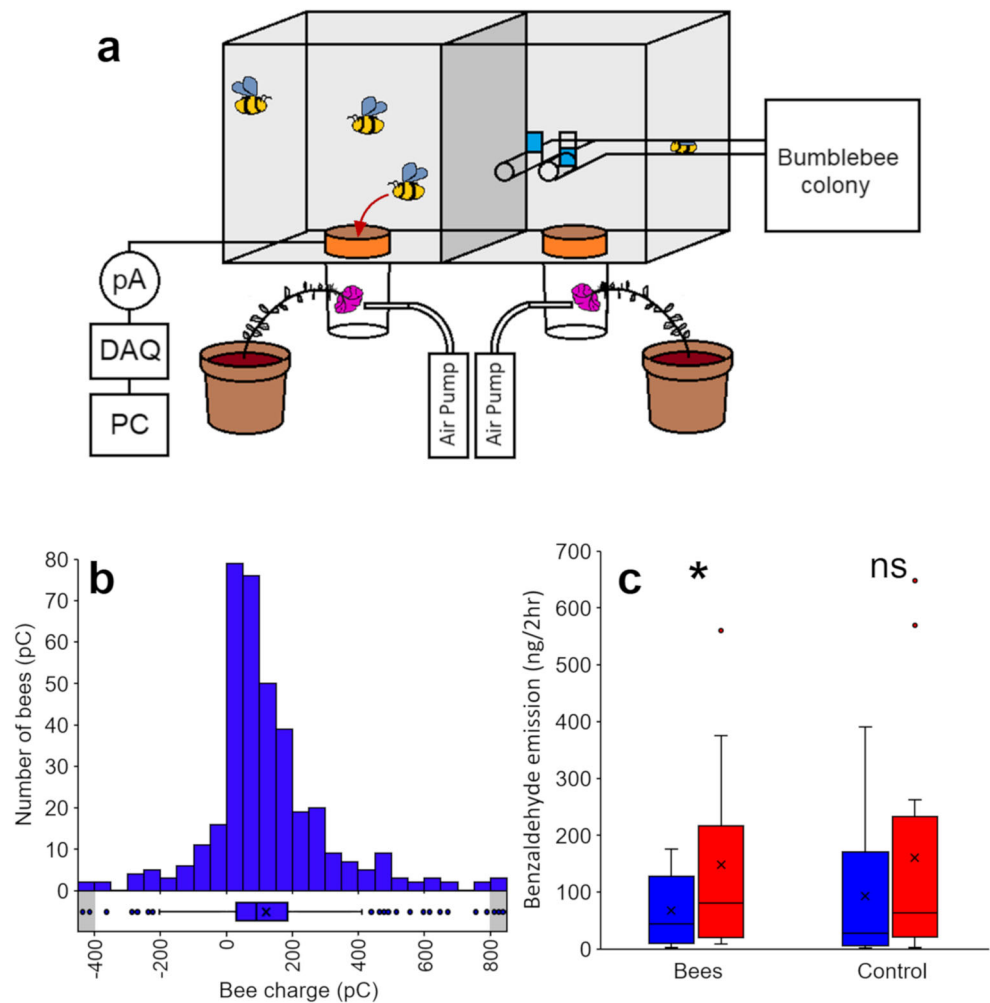 a
Bumblebee
colony
pA
DAQ
PC
Air Pump
Air Pump
b
Number of bees (pC)
80
70
60
50
40
30
20
10
0
-400
-200
0
200
400
600
800
Bee charge (pC)
c
*
ns
Benzaldehyde emission (ng/2hr)
700
600
500
400
300
200
100
0
Bees
Control